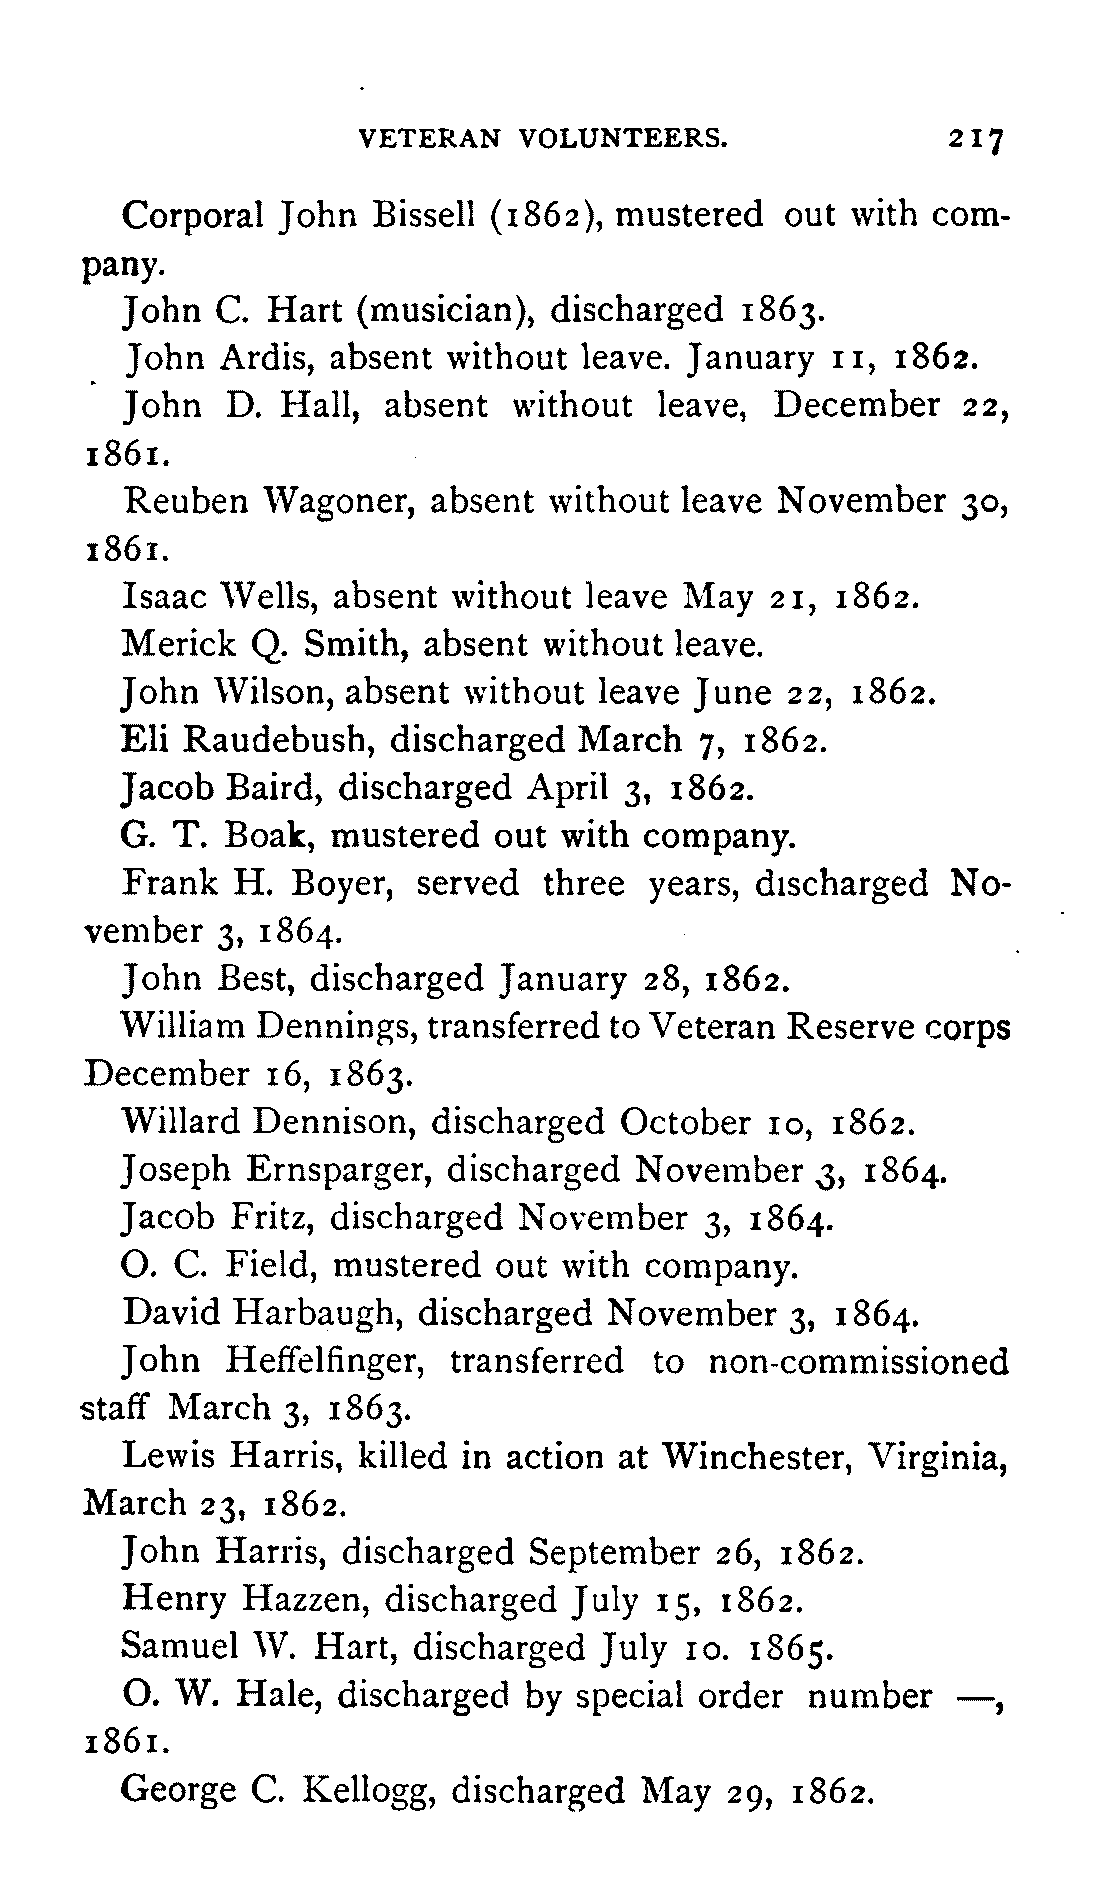 VETERAN VOLUNTEERS. 217
Corporal John Bissell (1862), mustered out with com-
pany.
John C. Hart (musician), discharged 1863.
John Ardis, absent without leave. January 11, 1862.
John D. Hall, absent without leave, December 22,
1861.
Reuben Wagoner, absent without leave November 30,
1861.
Isaac Wells, absent without leave May 21, 1862.
Merick Q. Smith, absent without leave.
John Wilson, absent without leave June 22, 1862.
Eli Raudebush, discharged March 7, 1862.
Jacob Baird, discharged April 3, 1862.
G. T. Boak, mustered out with company.
Frank H. Boyer, served three years, discharged No-
vember 3, 1864.
John Best, discharged January 28, 1862.
William Dennings, transferred to Veteran Reserve corps
December 16, 1863.
Willard Dennison, discharged October 10, 1862.
Joseph Ernsparger, discharged November 3, 1864.
Jacob Fritz, discharged November 3, 1864.
O. C. Field, mustered out with company.
David Harbaugh, discharged November 3, 1864.
John Heffelfinger, transferred to non-commissioned
staff March 3, 1863.
Lewis Harris, killed in action at Winchester, Virginia,
March 23, 1862.
John Harris, discharged September 26, 1862.
Henry Hazzen, discharged July 15, 1862.
Samuel W. Hart, discharged July 10. 1865.
O. W. Hale, discharged by special order number —,
1861.
George C. Kellogg, discharged May 29, 1862.